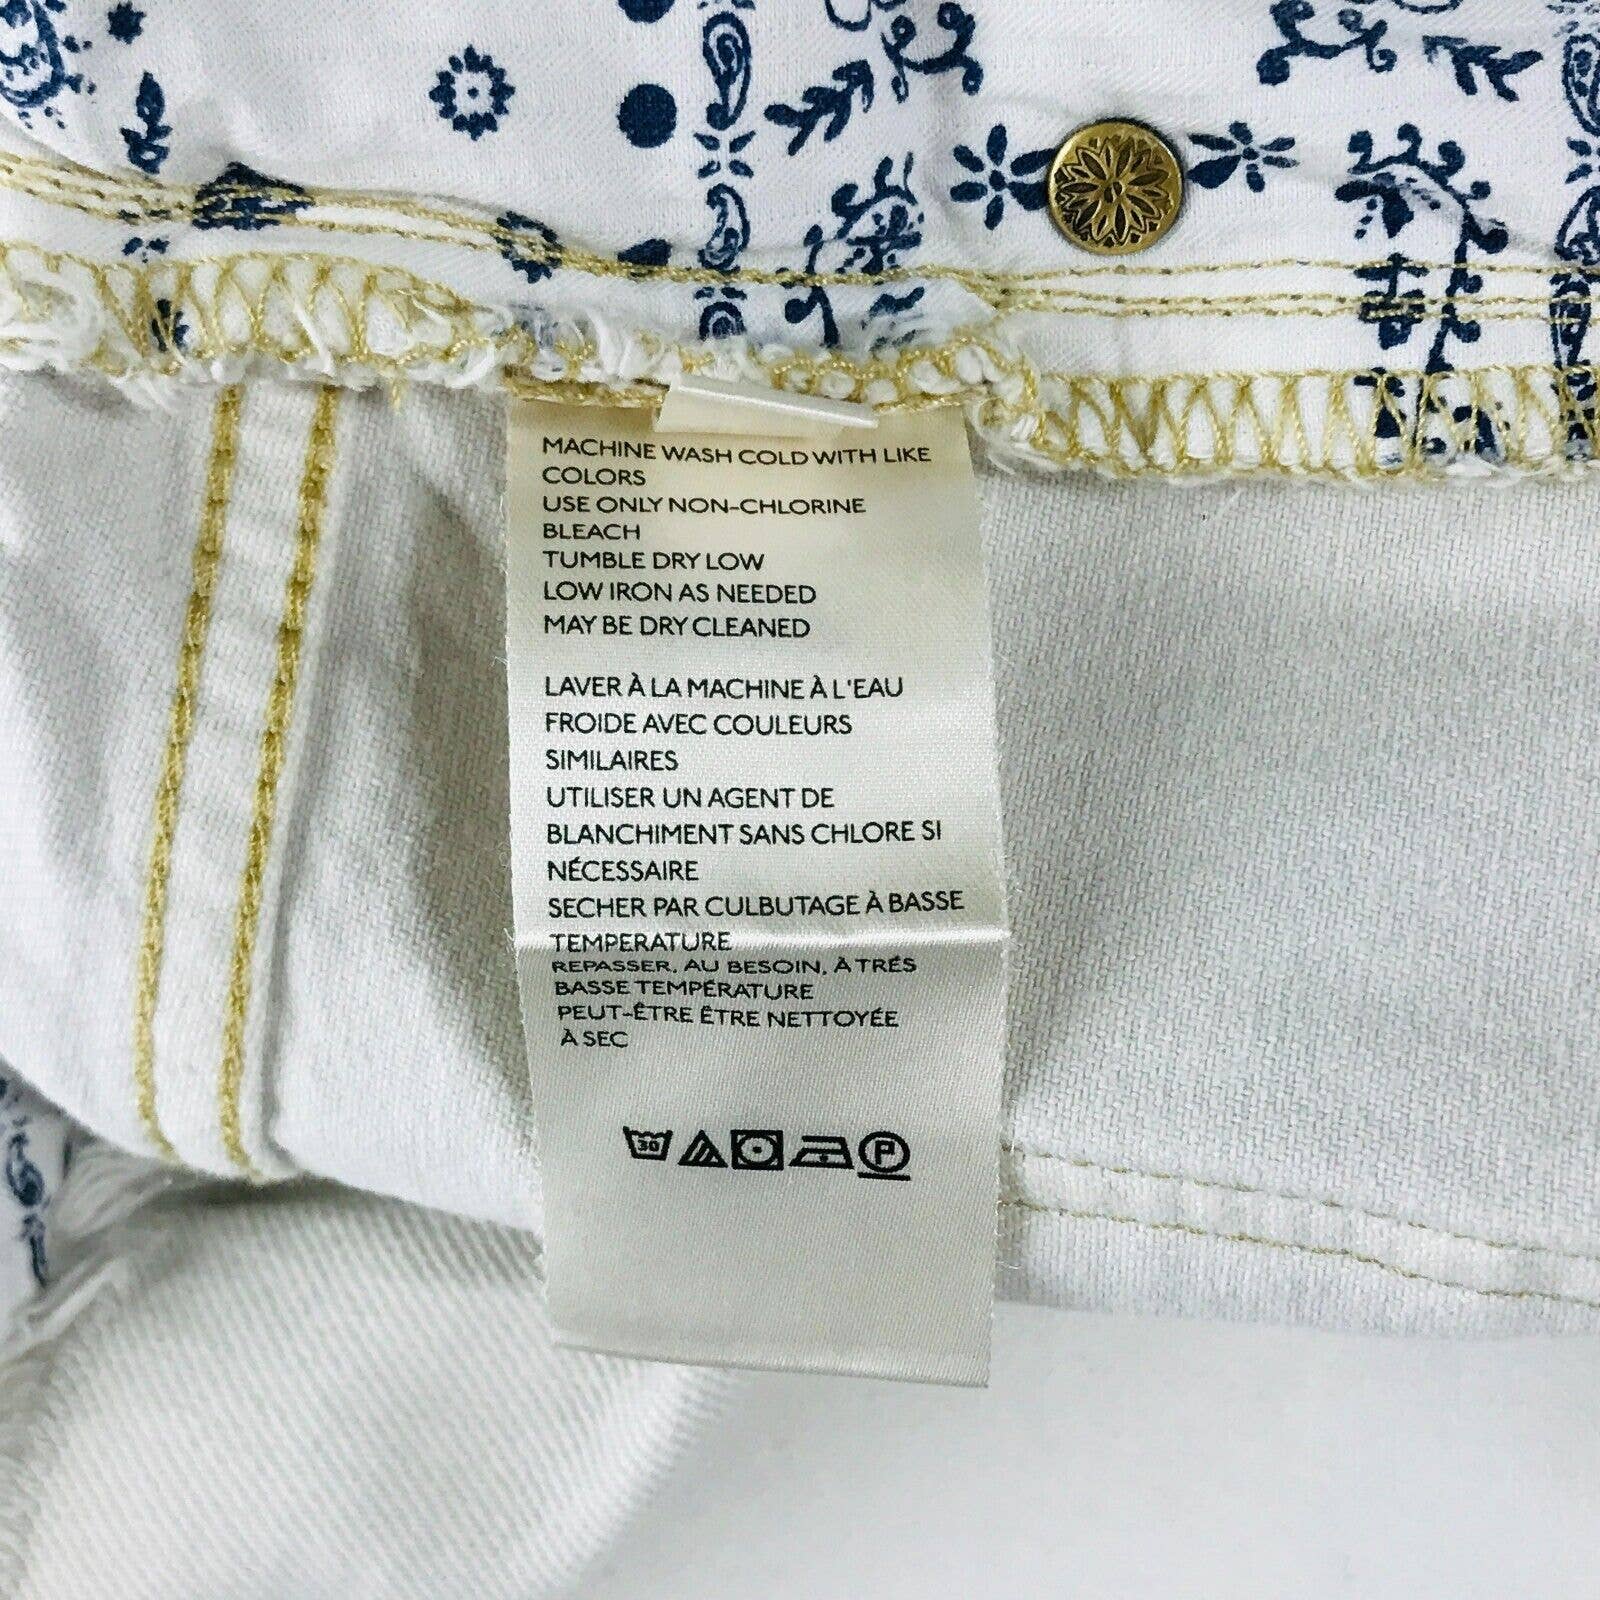 MACHINE WASH COLD WITH LIKE
COLORS
USE ONLY NON-CHLORINE
BLEACH
TUMBLE DRY LOW
LOW IRON AS NEEDED
MAY BE DRY CLEANED
LAVER À LA MACHINE À L'EAU
FROIDE AVEC COULEURS
SIMILAIRES
UTILISER UN AGENT DE
BLANCHIMENT SANS CHLORE SI
NÉCESSAIRE
SECHER PAR CULBUTAGE À BASSE
TEMPERATURE
REPASSER, AU BESOIN, À TRÉS
BASSE TEMPÉRATURE
PEUT-ÊTRE ÊTRE NETTOYÉE
À SEC
30 P